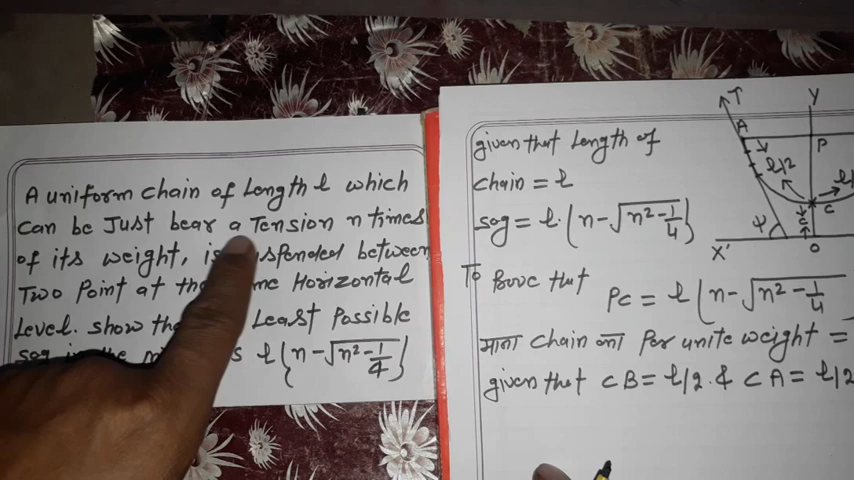 A uniform chain of Length l which
can be Just bear a Tension n times
of its weight, is suspended between
Two Point at the same Horizontal
Level. show Least Possible
sag in the l{n-√(n²-1/4)}
given that Length of
chain = l
sag = l.{n-√(n²-1/4)}
To Prove that
PC = l{n-√(n²-1/4)
माना chain का Per unite weight =
given that CB = l/2 & CA = l/2
T
Y
A
P
l/2
l/
C
c
ψ
X'
O